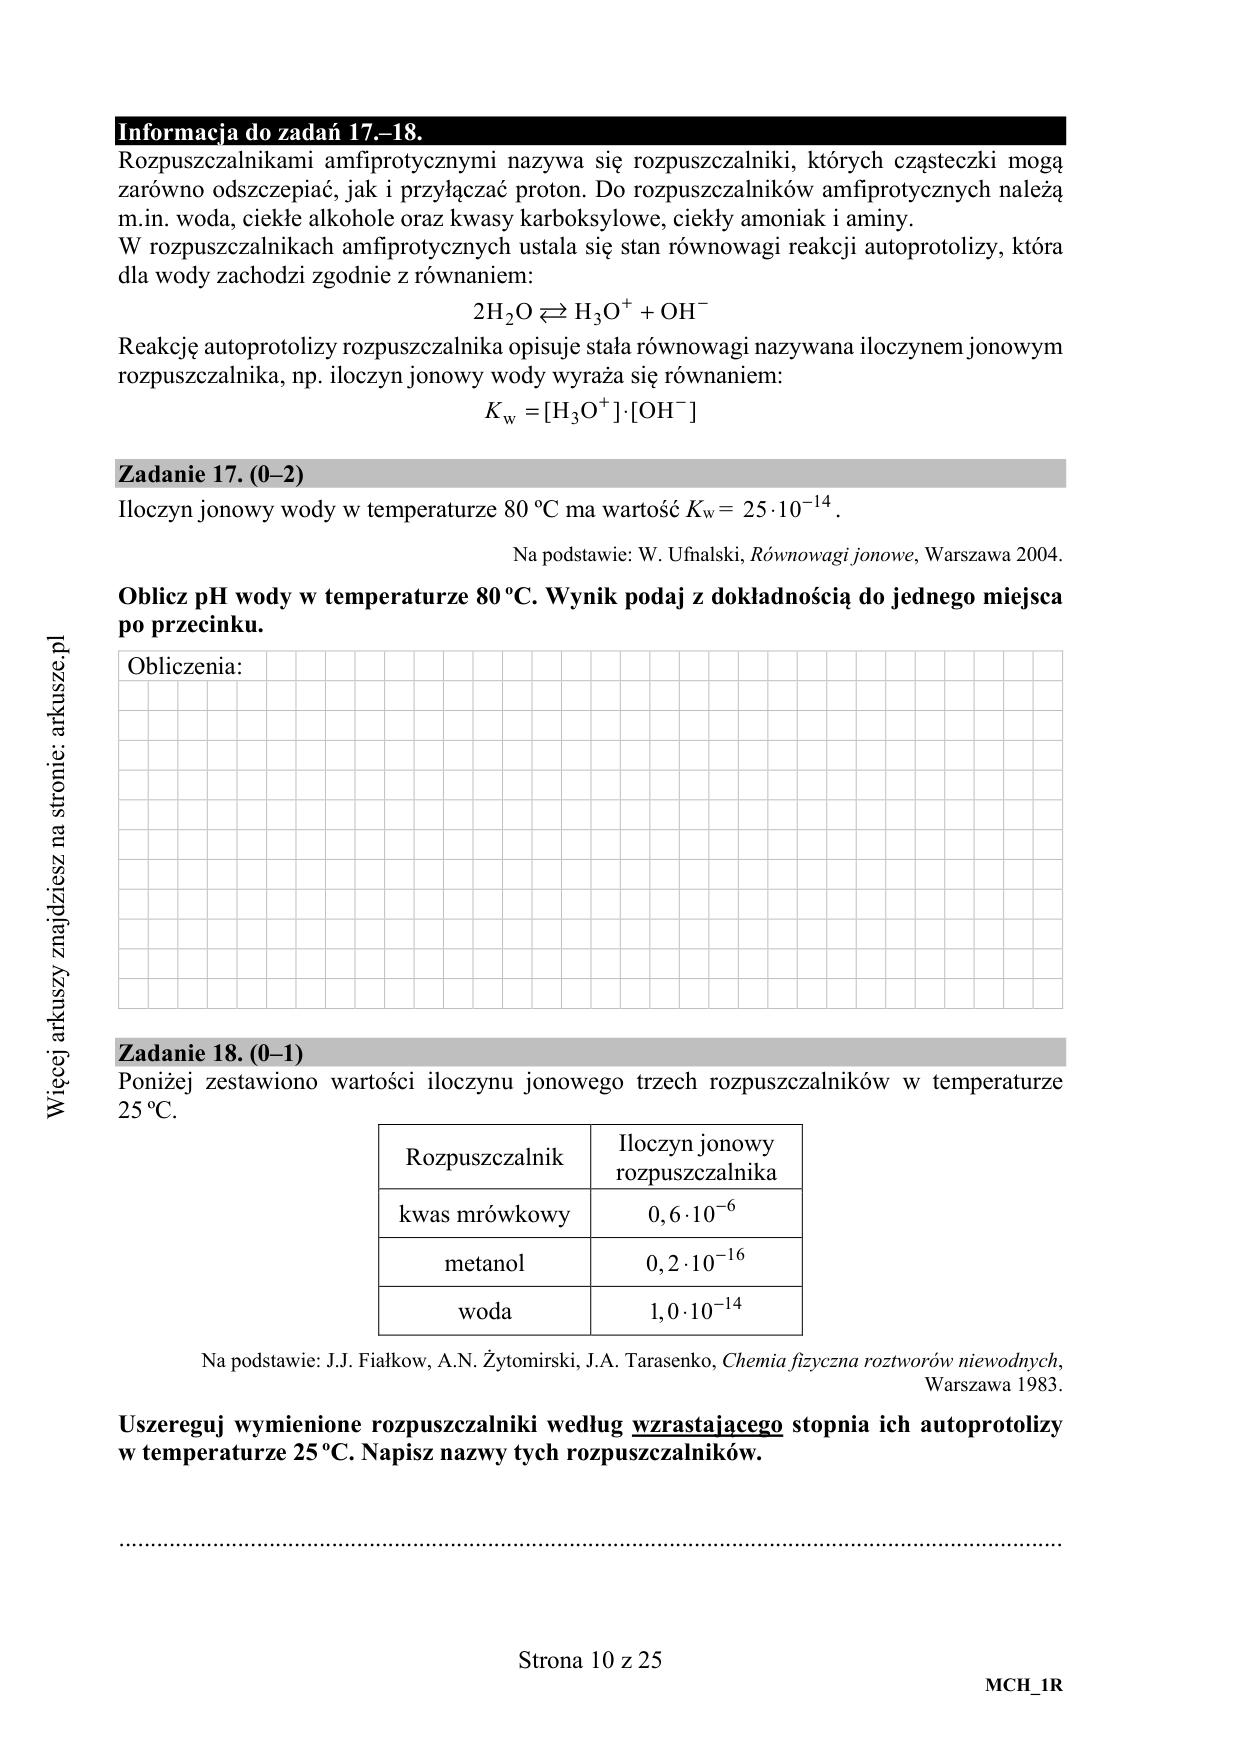 Informacja do zadań 17.–18.
Rozpuszczalnikami amfiprotycznymi nazywa się rozpuszczalniki, których cząsteczki mogą
zarówno odszczepiać, jak i przyłączać proton. Do rozpuszczalników amfiprotycznych należą
m.in. woda, ciekłe alkohole oraz kwasy karboksylowe, ciekły amoniak i aminy.
W rozpuszczalnikach amfiprotycznych ustala się stan równowagi reakcji autoprotolizy, która
dla wody zachodzi zgodnie z równaniem:
2H₂O ⇄ H₃O⁺ + OH⁻
Reakcję autoprotolizy rozpuszczalnika opisuje stała równowagi nazywana iloczynem jonowym
rozpuszczalnika, np. iloczyn jonowy wody wyraża się równaniem:
K_w = [H₃O⁺]·[OH⁻]
Zadanie 17. (0–2)
Iloczyn jonowy wody w temperaturze 80 ºC ma wartość K_w = 25·10⁻¹⁴.
Na podstawie: W. Ufnalski, Równowagi jonowe, Warszawa 2004.
Oblicz pH wody w temperaturze 80 ºC. Wynik podaj z dokładnością do jednego miejsca
po przecinku.
Obliczenia:
Zadanie 18. (0–1)
Poniżej zestawiono wartości iloczynu jonowego trzech rozpuszczalników w temperaturze
25 ºC.
Rozpuszczalnik
Iloczyn jonowy
rozpuszczalnika
kwas mrówkowy 0,6·10⁻⁶
metanol 0,2·10⁻¹⁶
woda 1,0·10⁻¹⁴
Na podstawie: J.J. Fiałkow, A.N. Żytomirski, J.A. Tarasenko, Chemia fizyczna roztworów niewodnych,
Warszawa 1983.
Uszereguj wymienione rozpuszczalniki według wzrastającego stopnia ich autoprotolizy
w temperaturze 25 ºC. Napisz nazwy tych rozpuszczalników.
Strona 10 z 25
MCH_1R
Więcej arkuszy znajdziesz na stronie: arkusze.pl